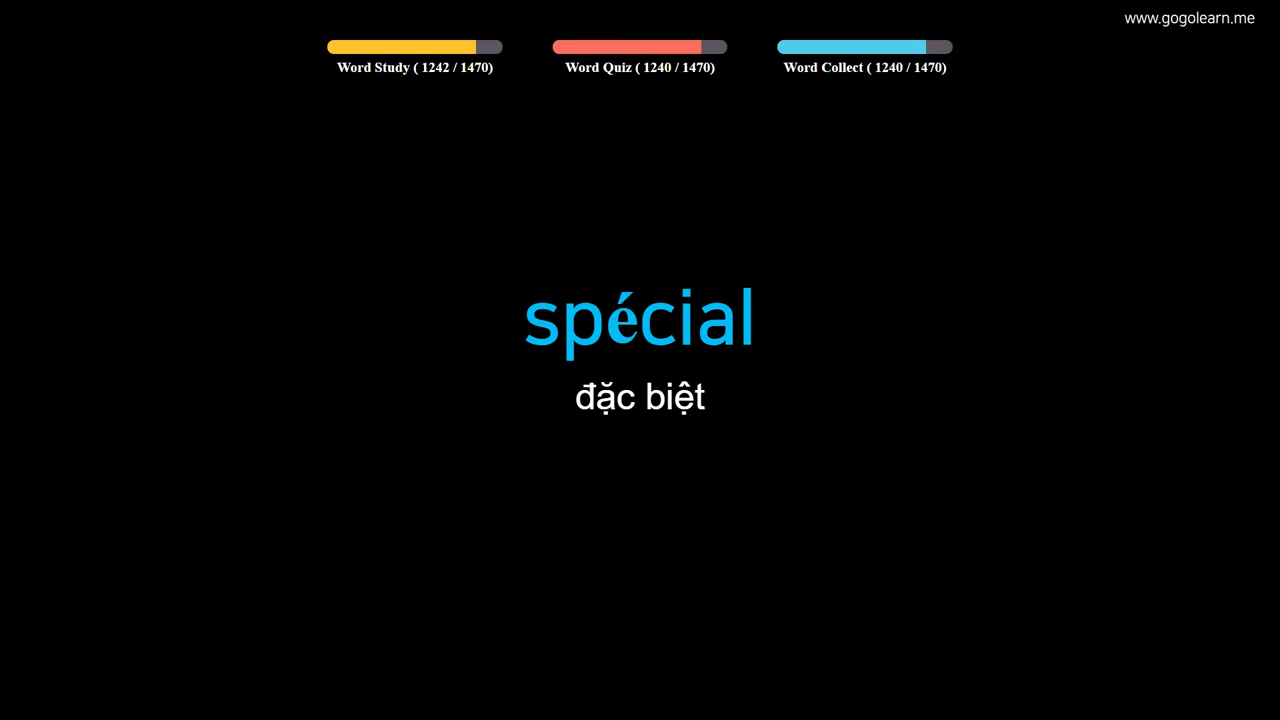 www.gogolearn.me
Word Study ( 1242 / 1470)
Word Quiz ( 1240 / 1470)
Word Collect ( 1240 / 1470)
spécial
đặc biệt